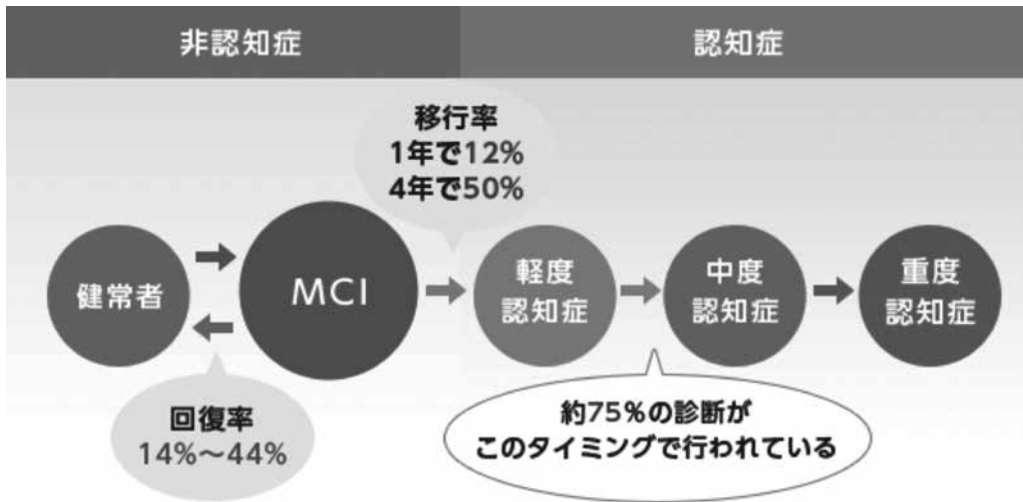 非認知症
認知症
移行率
1年で12%
4年で50%
健常者
MCI
軽度
認知症
中度
認知症
重度
認知症
回復率
14%～44%
約75%の診断が
このタイミングで行われている